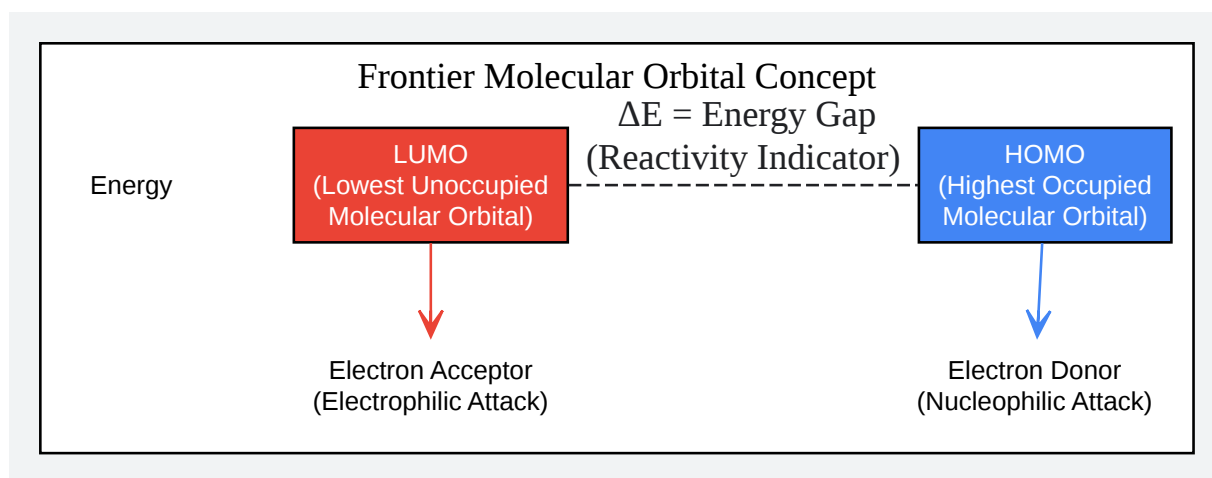 Frontier Molecular Orbital Concept
ΔE = Energy Gap
(Reactivity Indicator)
Energy
LUMO
(Lowest Unoccupied
Molecular Orbital)
HOMO
(Highest Occupied
Molecular Orbital)
Electron Acceptor
(Electrophilic Attack)
Electron Donor
(Nucleophilic Attack)